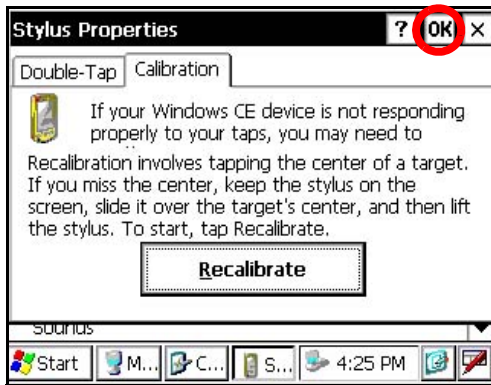 Stylus Properties ? OK ×
Double-Tap Calibration
If your Windows CE device is not responding
properly to your taps, you may need to
Recalibration involves tapping the center of a target.
If you miss the center, keep the stylus on the
screen, slide it over the target's center, and then lift
the stylus. To start, tap Recalibrate.
Recalibrate
Start M... C... S... 4:25 PM